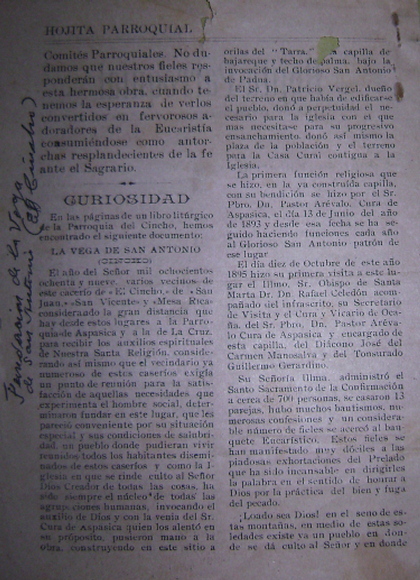 HOJITA PARROQUIAL
Comités Parroquiales. No du-
damos que nuestros fieles res-
ponderán con entusiasmo a
esta hermosa obra, cuando te-
nemos la esperanza de verlos
convertidos en fervorosos a-
doradores de la Eucaristía
consumiéndose como antor-
chas resplandecientes de la fe
ante el Sagrario.
CURIOSIDAD
En las páginas de un libro litúrgico
de la Parroquia del Cincho, hemos
encontrado el siguiente documento:
LA VEGA DE SAN ANTONIO
(CINCHO)
El año del Señor mil ochocientos
ochenta y nueve, varios vecinos de
este caserío de «El Cincho», de «San
Juan», «San Vicente» y «Mesa Rica»
considerando la gran distancia que
hay desde estos lugares a la Parro-
quia de Aspasica y a la de La Cruz,
para recibir los auxilios espirituales
de Nuestra Santa Religión, conside-
rando así mismo que el vecindario ya
numeroso de estos caseríos exigía
un punto de reunión para la satis-
facción de aquellas necesidades que
experimenta el hombre social, deter-
minaron fundar en este lugar, que les
pareció conveniente por su situación
especial y sus condiciones de salubri-
dad, un pueblo donde pudieran vivir
reunidos todos los habitantes disemi-
nados de estos caseríos y como la I-
glesia en que se rinde culto al Señor
Dios Creador de todas las cosas, ha
sido siempre el núcleo de todas las
agrupaciones humanas, invocando el
auxilio de Dios y con la venia del Sr.
Cura de Aspásica quien los alentó en
su propósito, pusieron mano a la
obra, construyendo en este sitio a
orilas del "Tarra," capilla de
bajareque y techo de palma, bajo la
invocación del Glorioso San Antonio
de Padua.
El Sr. Dn. Patricio Vergel, dueño
del terreno en que había de edificarse
el pueblo, donó a perpetuidad el ne-
cesario para la iglesia con el que
mas necesitase para su progresivo
ensanchamiento, donó así mismo la
plaza de la población y el terreno
para la Casa Cural contigua a la
Iglesia.
La primera función religiosa que
se hizo, en la ya construída capilla,
con su bendición se hizo por el Sr.
Pbro. Dn. Pastor Arévalo, Cura de
Aspasica, el día 13 de Junio del año
de 1893 y desde esa fecha se ha se-
guido haciendo funciones cada año
al Glorioso San Antonio patrón de
ese lugar
El día diez de Octubre de este año
1895 hizo su primera visita a este lu-
gar el Illmo. Sr. Obispo de Santa
Marta Dr. Dn Rafael Celedón acom-
pañado del infrascrito, su Secretario
de Visita y el Cura y Vicario de Oca-
ña, del Sr. Pbro. Dn. Pastor Aréva-
lo Cura de Aspasica y encargado de
esta capilla, del Diácono José del
Carmen Manosalva y del Tonsurado
Guillermo Gerardino.
Su Señoría Illma. administró el
Santo Sacramento de la Confirmación
a cerca de 700 personas, se casaron 13
parejas, hubo muchos bautismos, nu-
merosas confesiones y un considera-
ble número de fieles se acercó al ban-
quete Eucarístico. Estos fieles se
han manifestado muy dóciles a las
piadosas exhortaciones del Prelado
que ha sido incansable en dirigirles
la palabra en el sentido de honrar a
Dios por la práctica del bien y fuga
del pecado.
¡Loado sea Dios! en el seno de es-
tas montañas, en medio de estas so-
ledades existe ya un pueblo en don-
de se dá culto al Señor y en donde
de la Vega
de San Antonio (El Cincho)